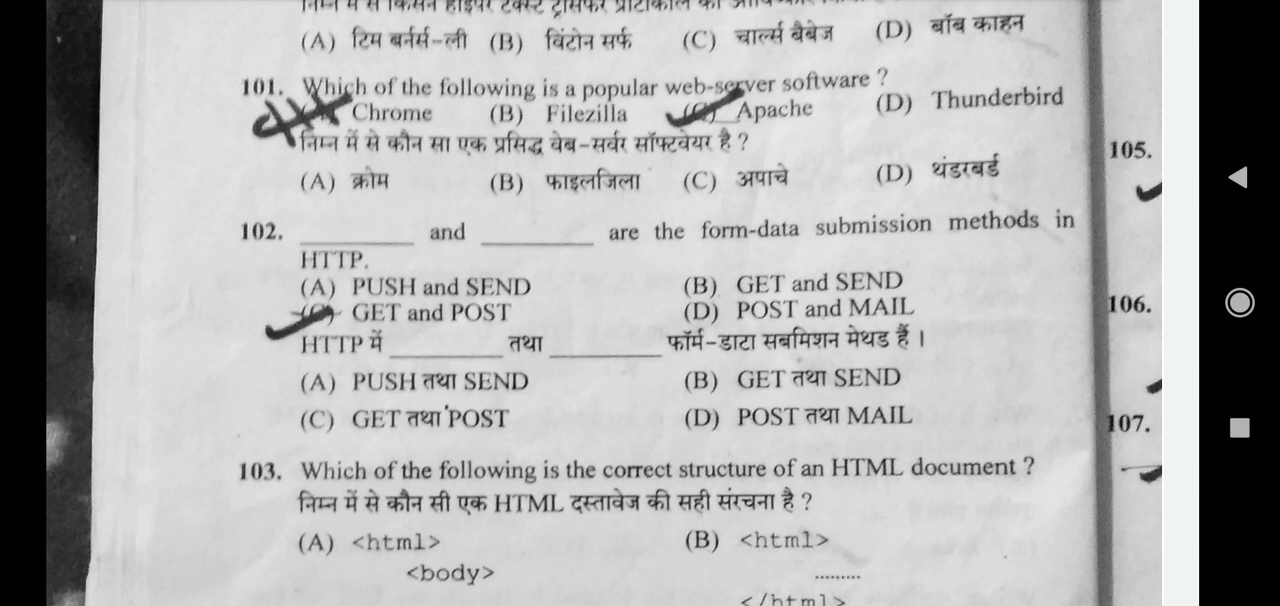 (A) टिम बर्नर्स-ली (B) विंटोन सर्फ (C) चार्ल्स बैबेज (D) बॉब काहन
101. Which of the following is a popular web-server software ?
Chrome (B) Filezilla (C) Apache (D) Thunderbird
निम्न में से कौन सा एक प्रसिद्ध वेब-सर्वर सॉफ्टवेयर है ?
(A) क्रोम (B) फाइलजिला (C) अपाचे (D) थंडरबर्ड
105.
102. ________ and ________ are the form-data submission methods in
HTTP.
(A) PUSH and SEND (B) GET and SEND
(C) GET and POST (D) POST and MAIL
106.
HTTP में ________ तथा ________ फॉर्म-डाटा सबमिशन मेथड हैं ।
(A) PUSH तथा SEND (B) GET तथा SEND
(C) GET तथा POST (D) POST तथा MAIL
107.
103. Which of the following is the correct structure of an HTML document ?
निम्न में से कौन सी एक HTML दस्तावेज की सही संरचना है ?
(A) <html> (B) <html>
<body> .........
</html>